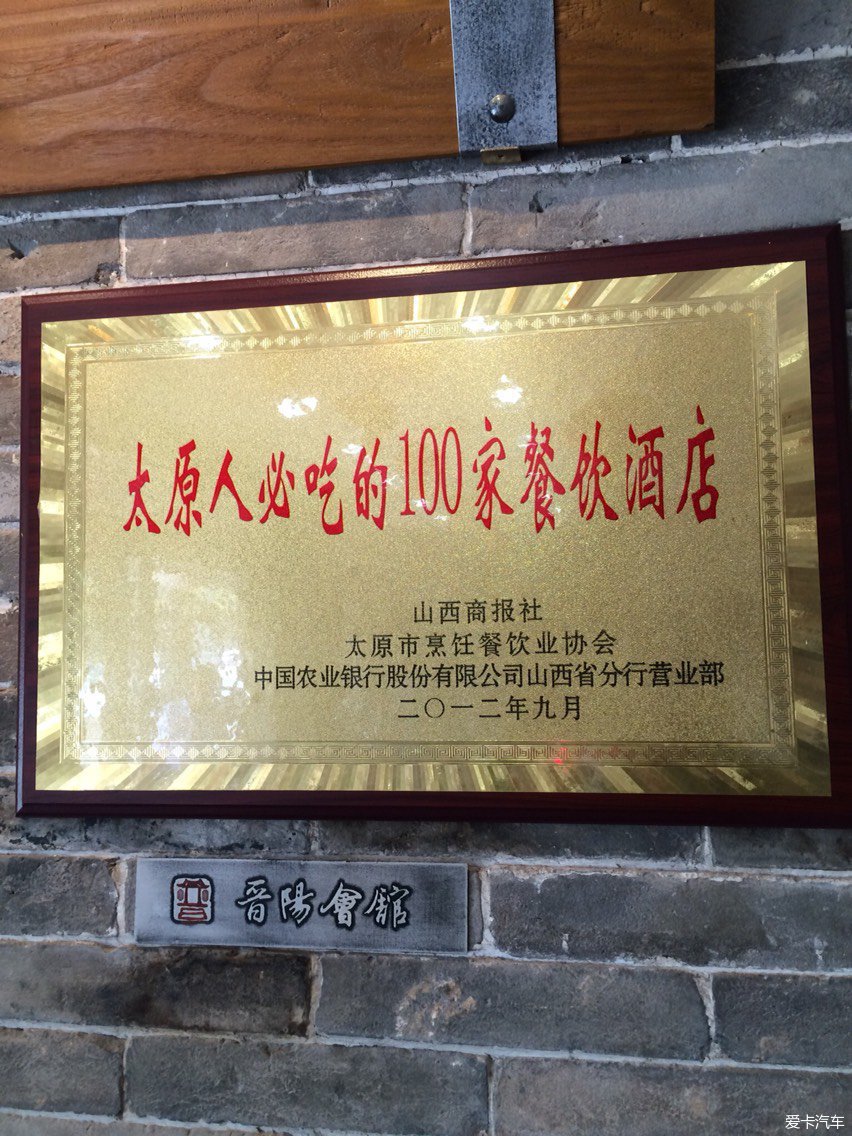 太原人必吃的100家餐饮酒店
山西商报社
太原市烹饪餐饮业协会
中国农业银行股份有限公司山西省分行营业部
二〇一二年九月
晋陽會館
爱卡汽车